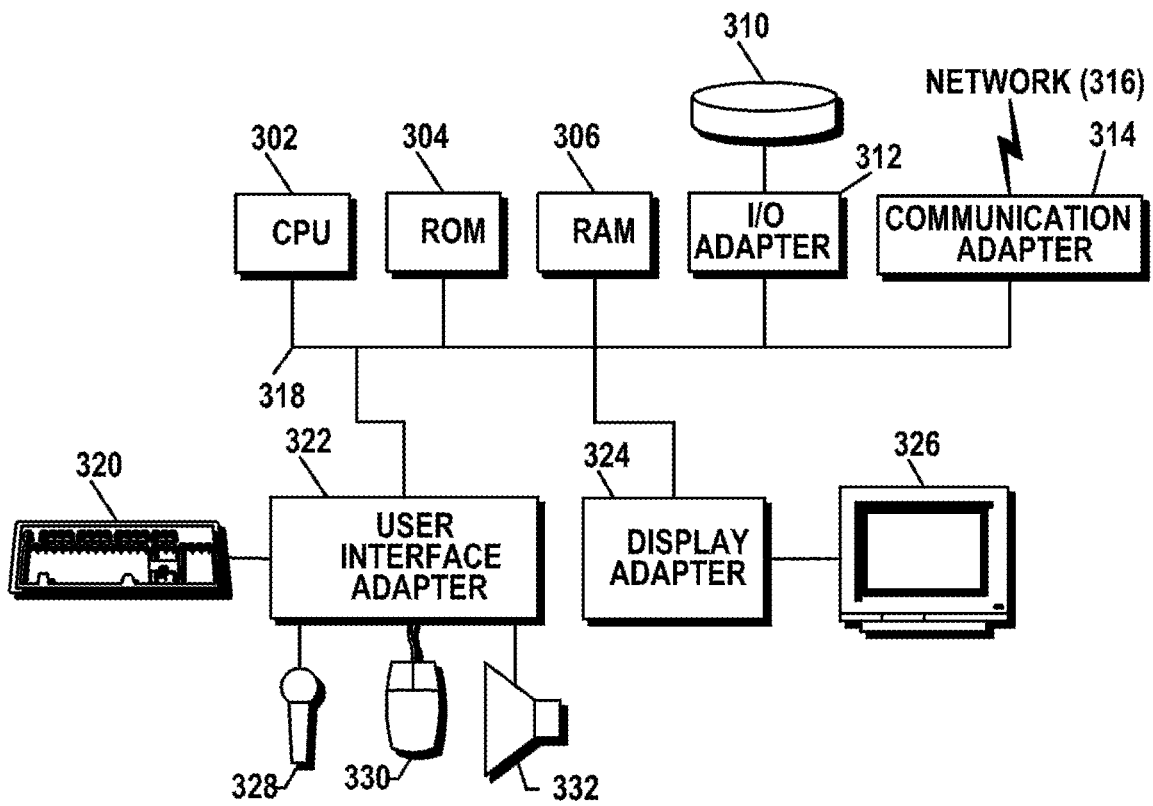 310
NETWORK (316)
302
304
306
312
314
CPU
ROM
RAM
I/O
ADAPTER
COMMUNICATION
ADAPTER
318
322
324
326
320
USER
INTERFACE
ADAPTER
DISPLAY
ADAPTER
328
330
332